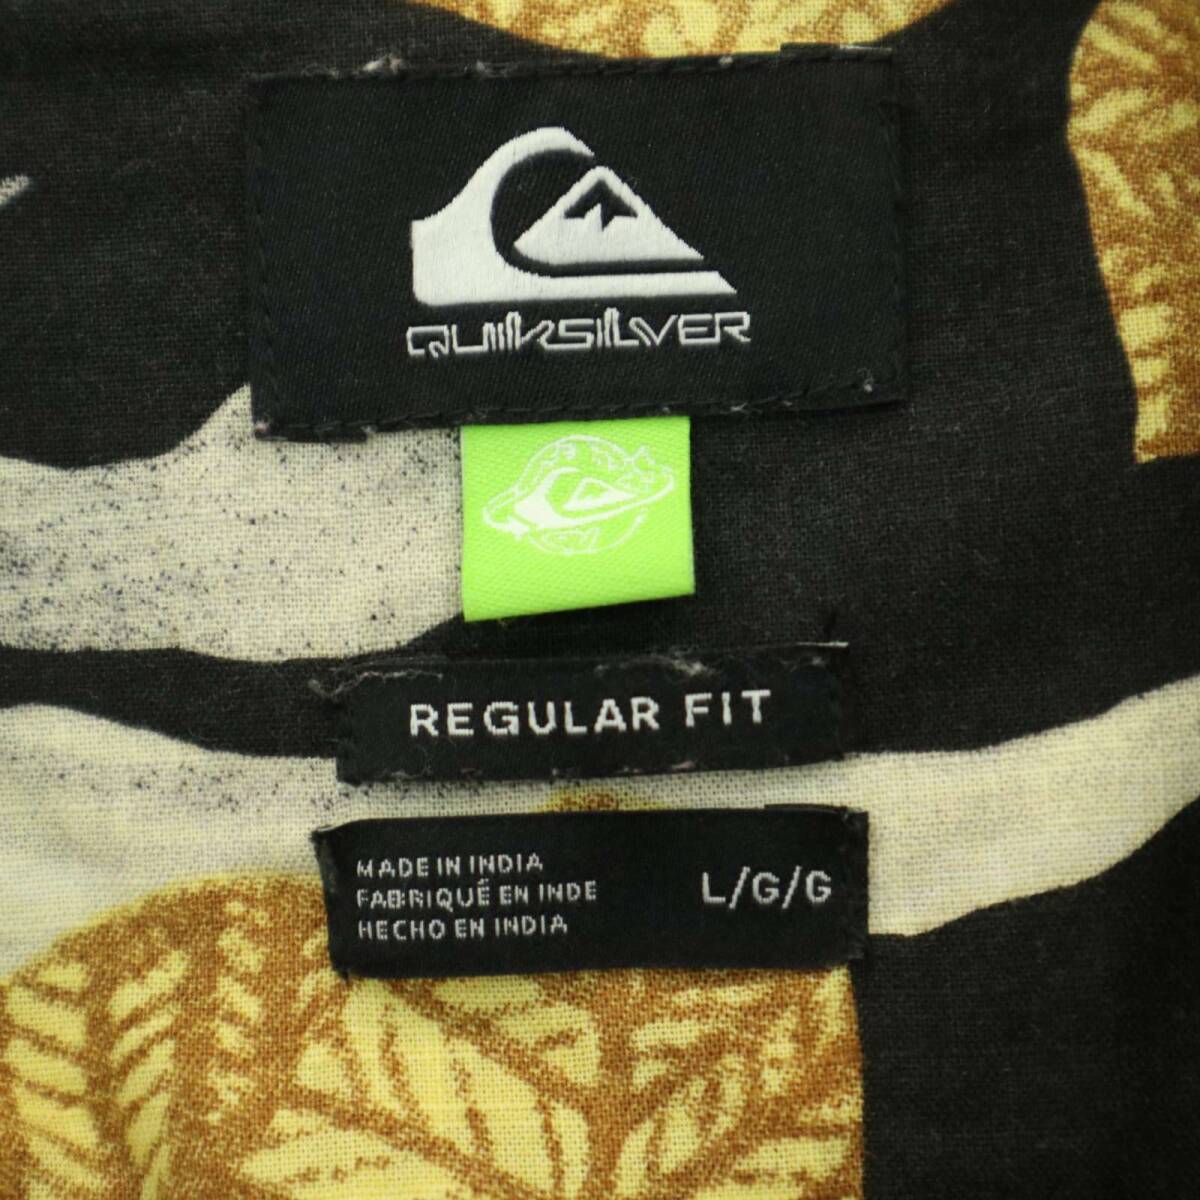 QUIKSILVER
REGULAR FIT
MADE IN INDIA
FABRIQUÉ EN INDE
HECHO EN INDIA
L/G/G